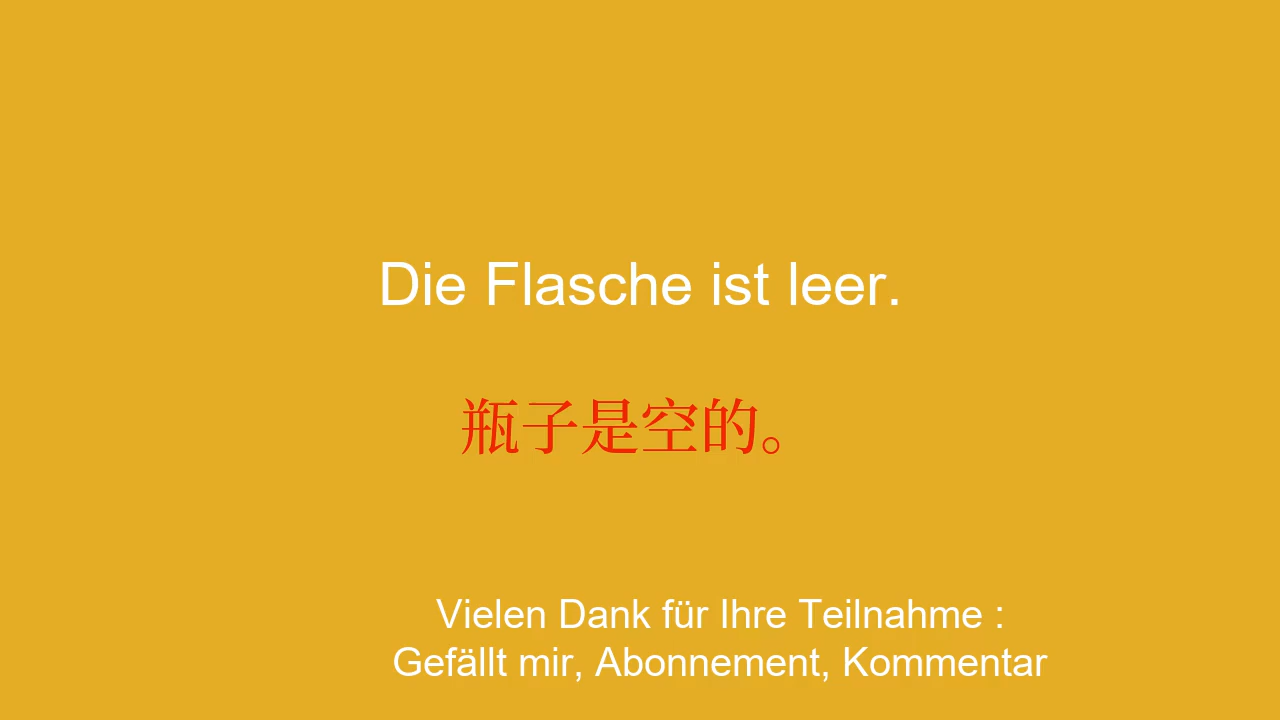 Die Flasche ist leer.
瓶子是空的。
Vielen Dank für Ihre Teilnahme :
Gefällt mir, Abonnement, Kommentar